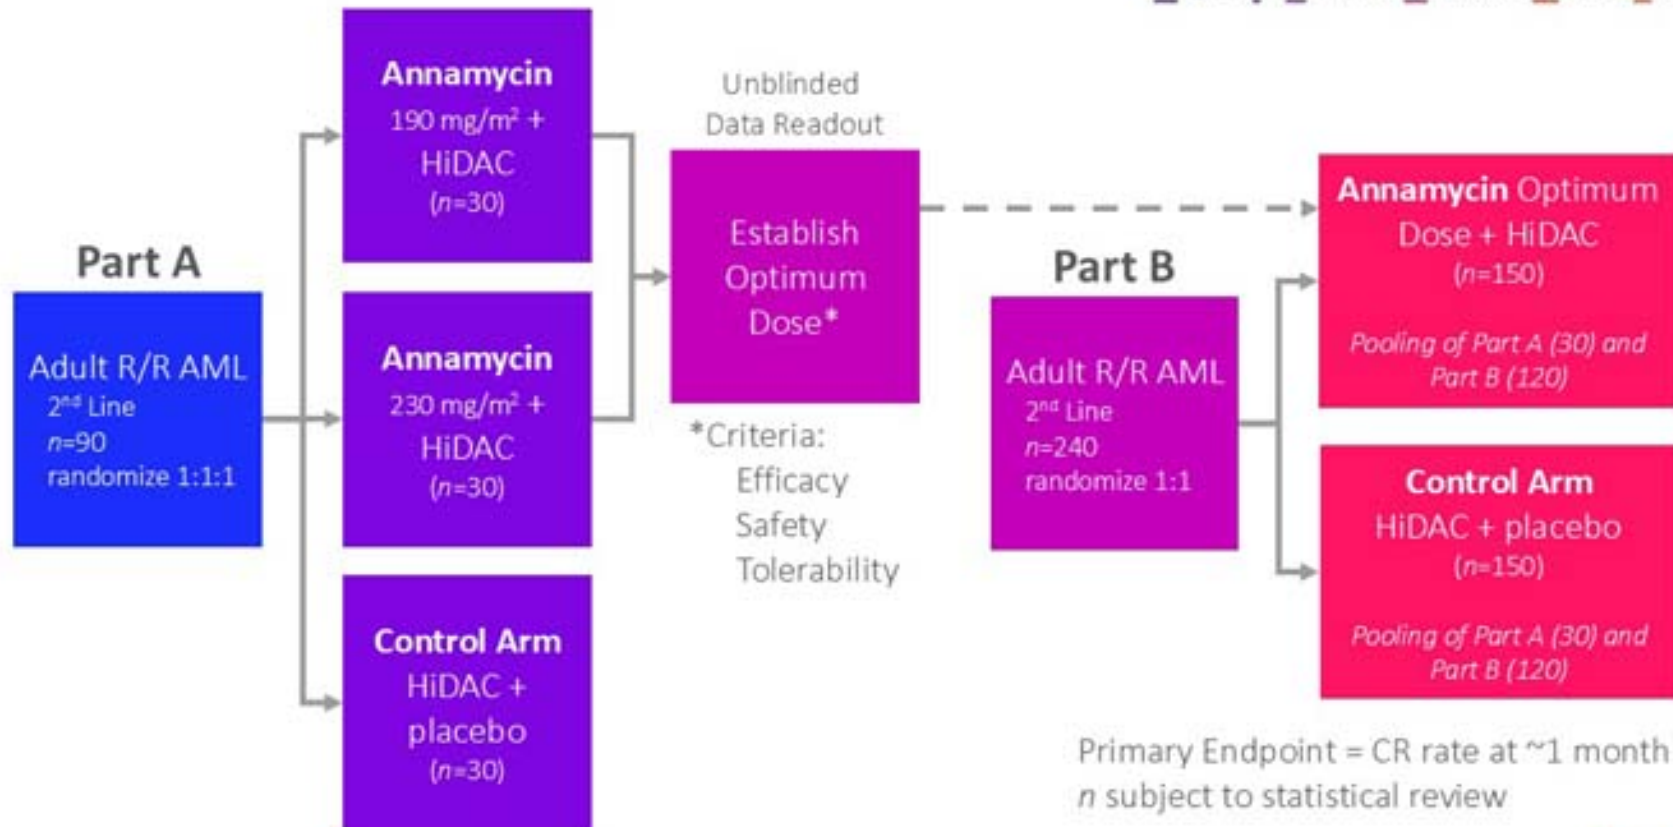 Part A
Adult R/R AML
2nd Line
n=90
randomize 1:1:1
Annamycin
190 mg/m² +
HiDAC
(n=30)
Annamycin
230 mg/m² +
HiDAC
(n=30)
Control Arm
HiDAC +
placebo
(n=30)
Unblinded
Data Readout
Establish
Optimum
Dose*
*Criteria:
Efficacy
Safety
Tolerability
Part B
Adult R/R AML
2nd Line
n=240
randomize 1:1
Annamycin Optimum
Dose + HiDAC
(n=150)
Pooling of Part A (30) and
Part B (120)
Control Arm
HiDAC + placebo
(n=150)
Pooling of Part A (30) and
Part B (120)
Primary Endpoint = CR rate at ~1 month
n subject to statistical review